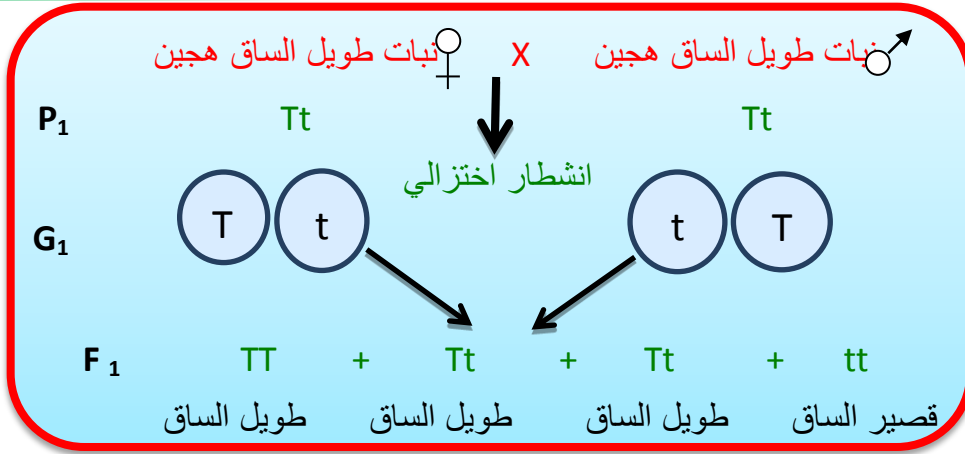 نبات طويل الساق هجين X نبات طويل الساق هجين
P1 Tt Tt
انشطار اختزالي
G1 T t t T
F 1 TT + Tt + Tt + tt
طويل الساق طويل الساق طويل الساق قصير الساق